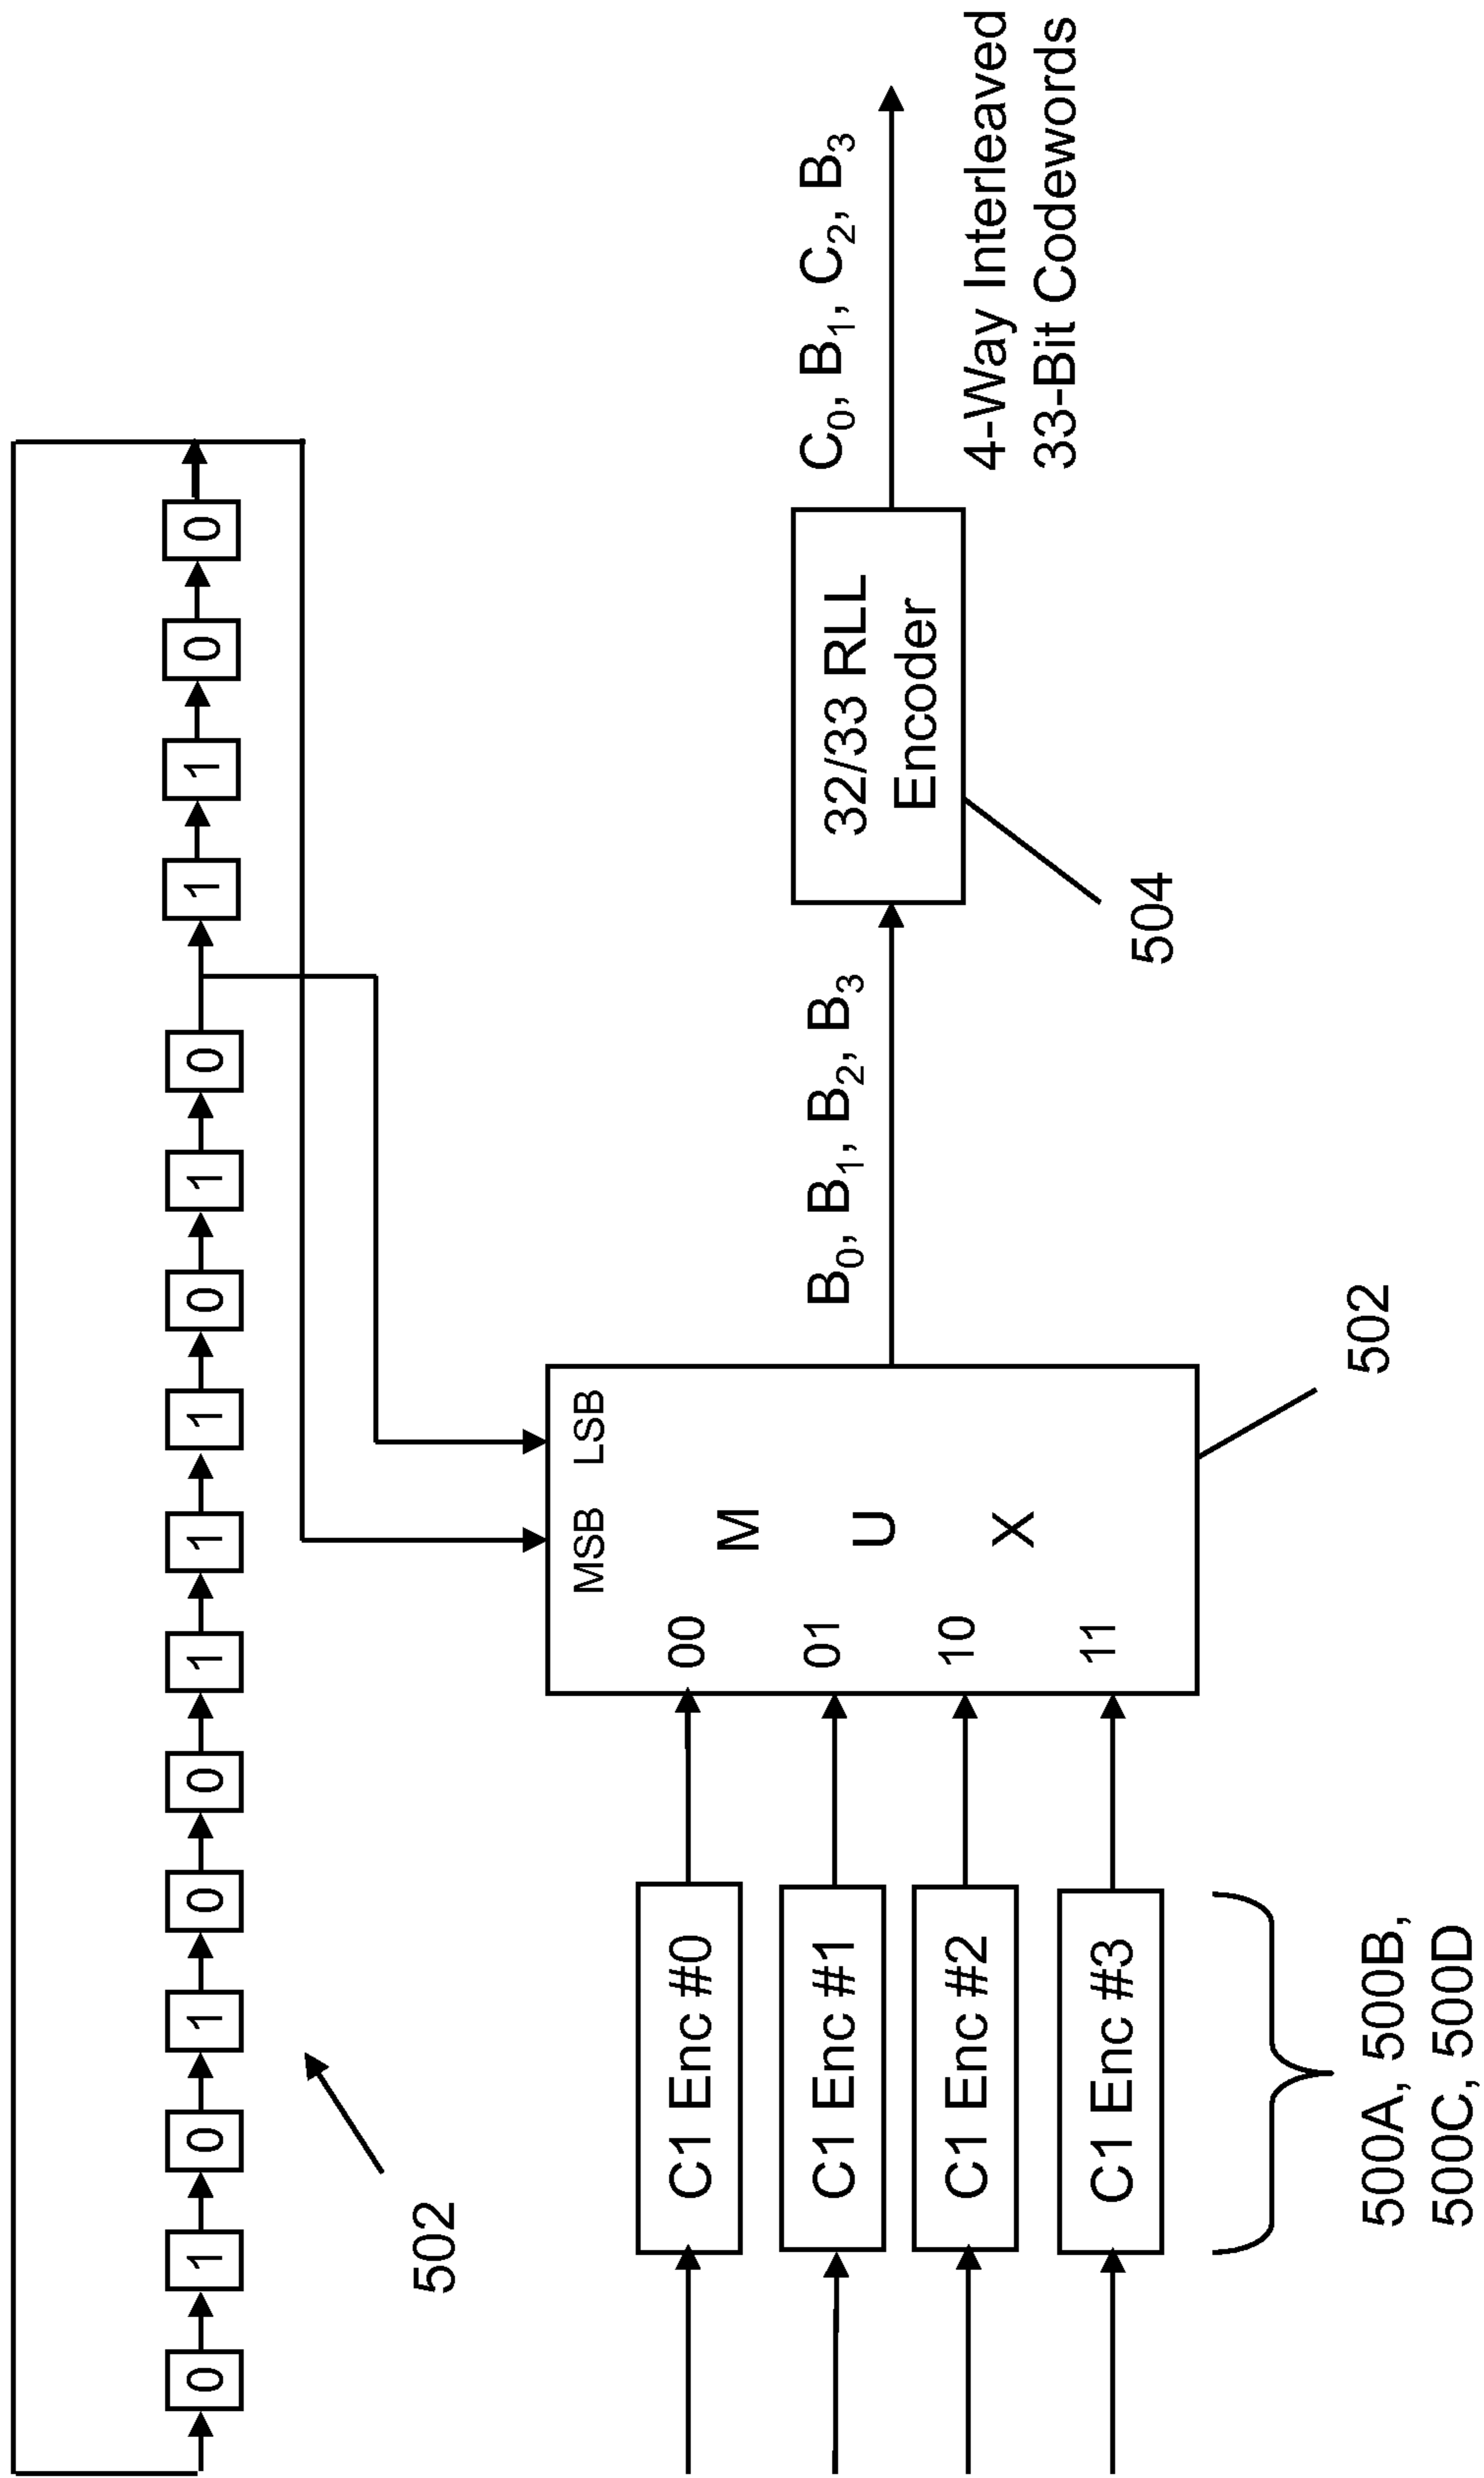 0 1 0 1 0 0 1 1 1 0 1 0 1 1 0 0
502
MSB LSB
C1 Enc #0
00
C1 Enc #1
01
C1 Enc #2
10
C1 Enc #3
11
M
U
X
B₀, B₁, B₂, B₃
32/33 RLL
Encoder
C₀, B₁, C₂, B₃
4-Way Interleaved
33-Bit Codewords
504
502
500A, 500B,
500C, 500D